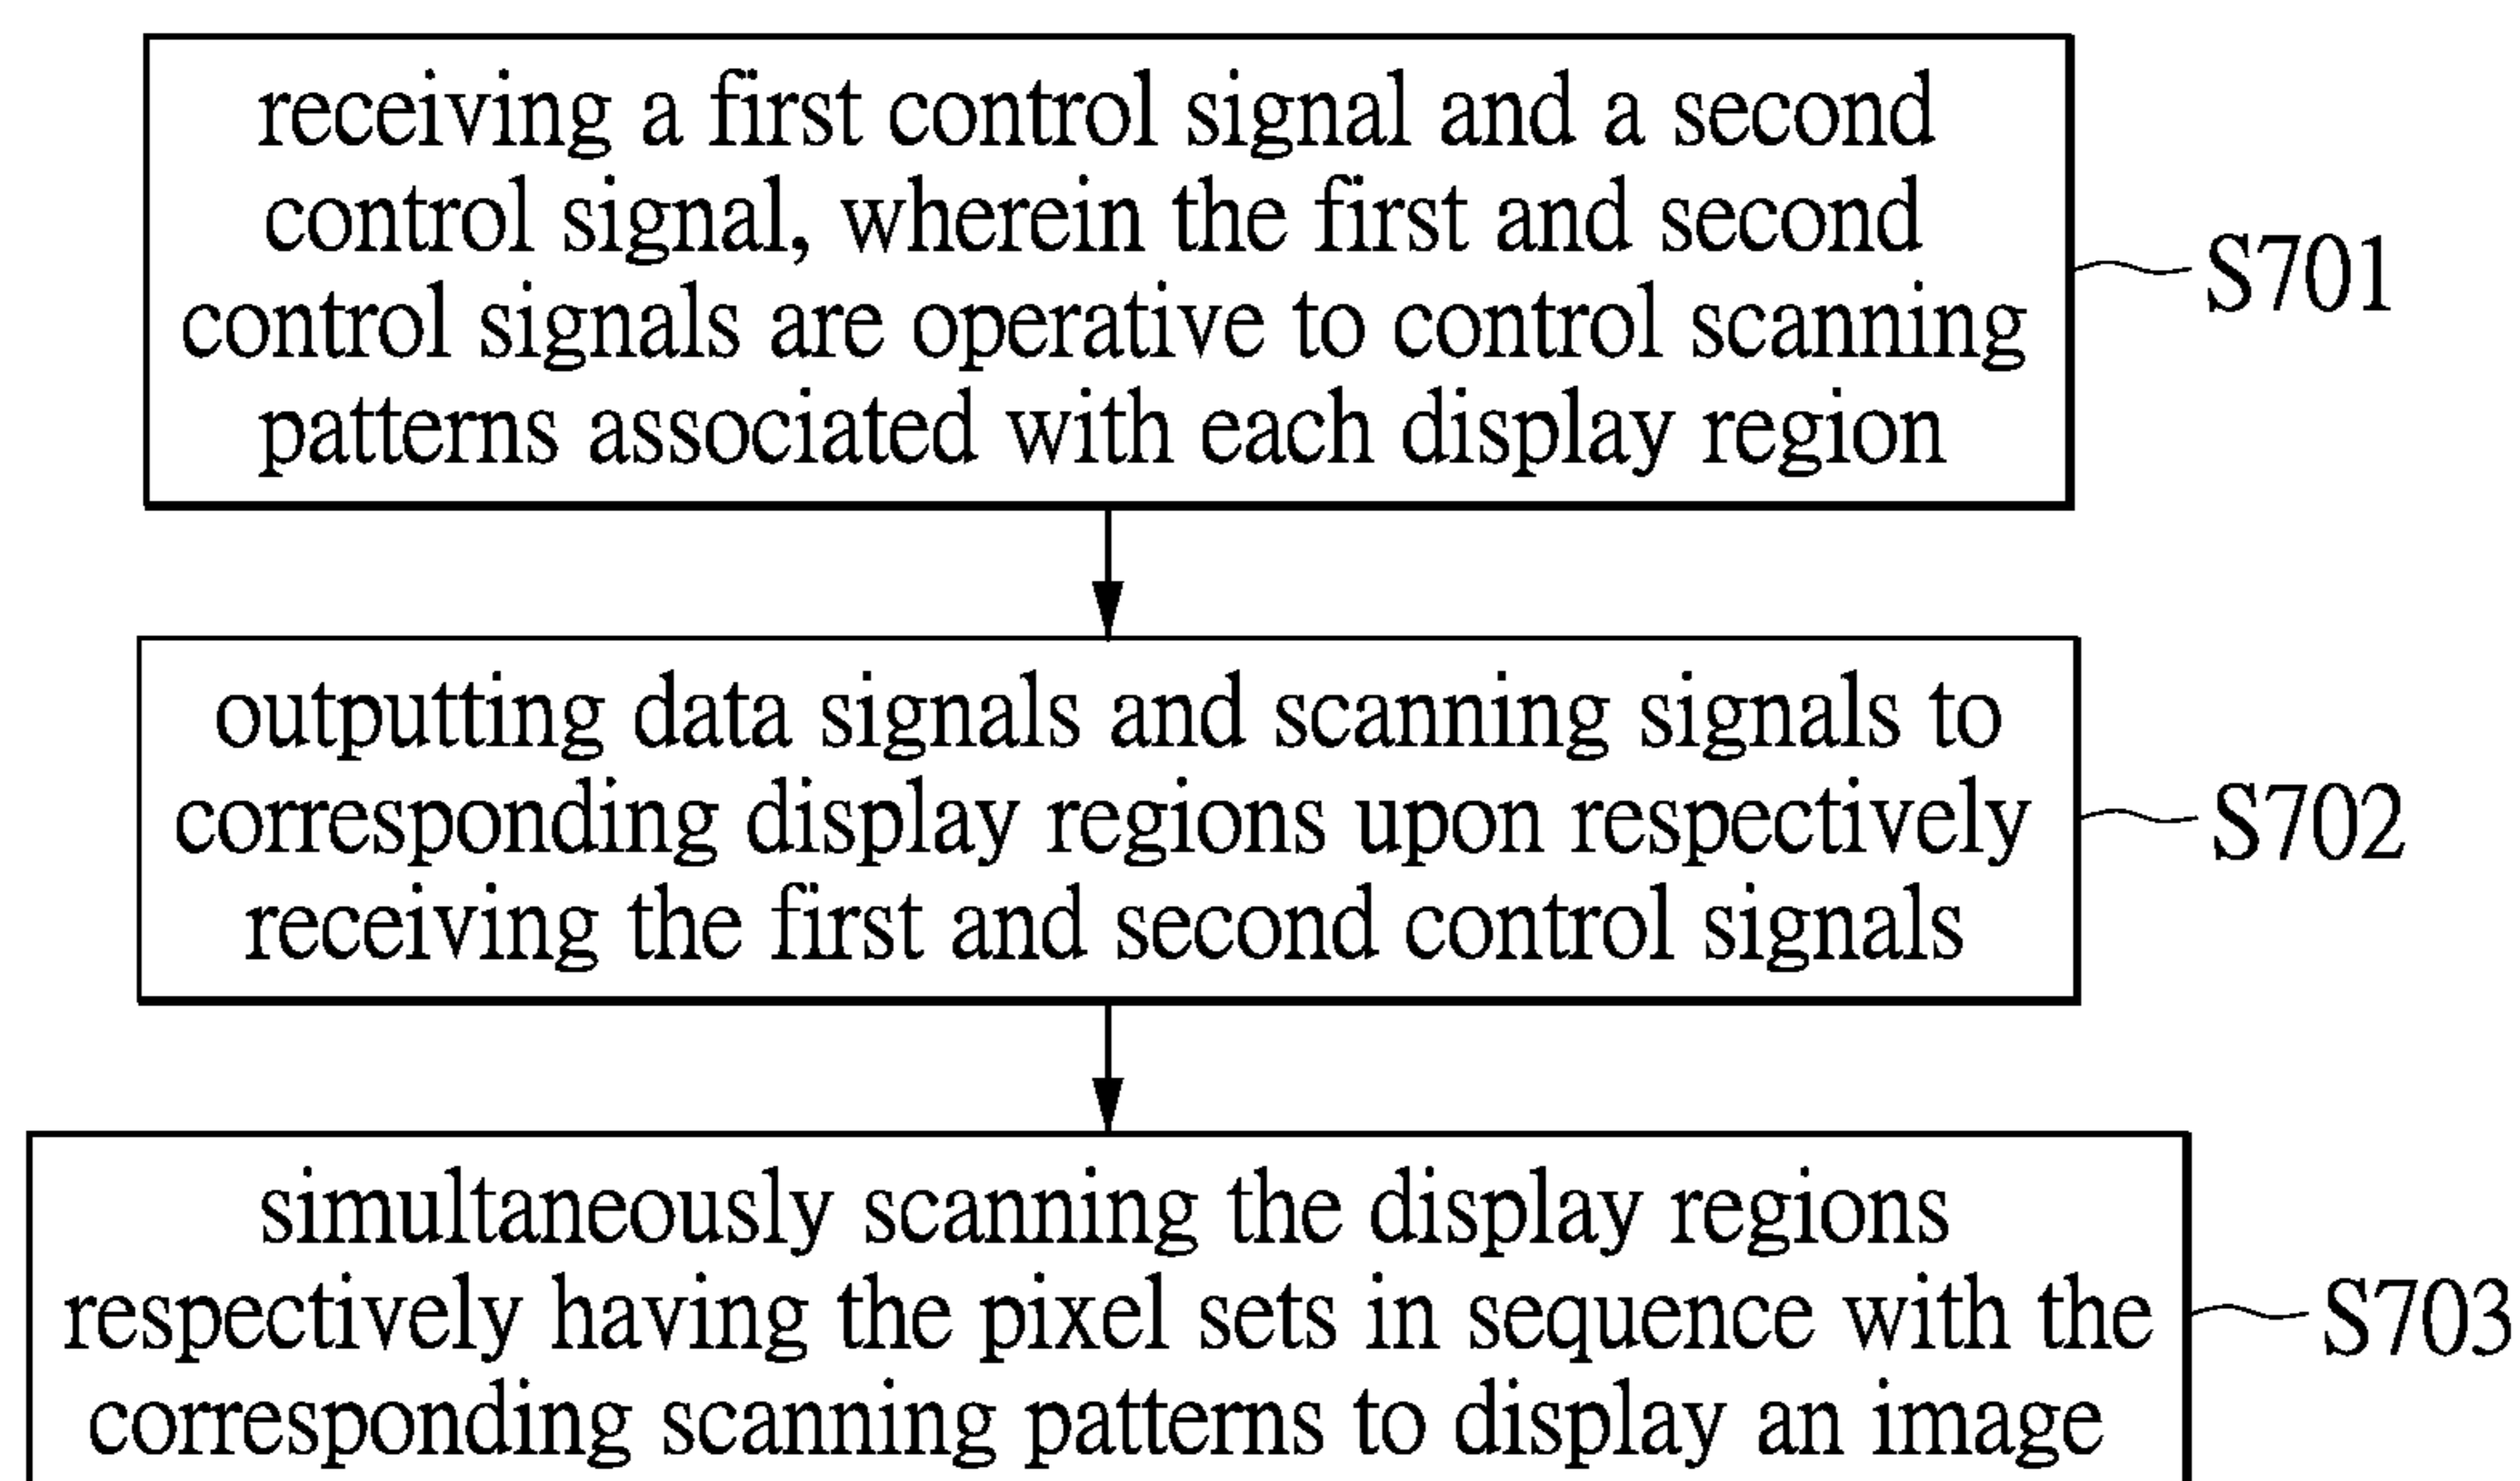 receiving a first control signal and a second
control signal, wherein the first and second
control signals are operative to control scanning
patterns associated with each display region
S701
outputting data signals and scanning signals to
corresponding display regions upon respectively
receiving the first and second control signals
S702
simultaneously scanning the display regions
respectively having the pixel sets in sequence with the
corresponding scanning patterns to display an image
S703